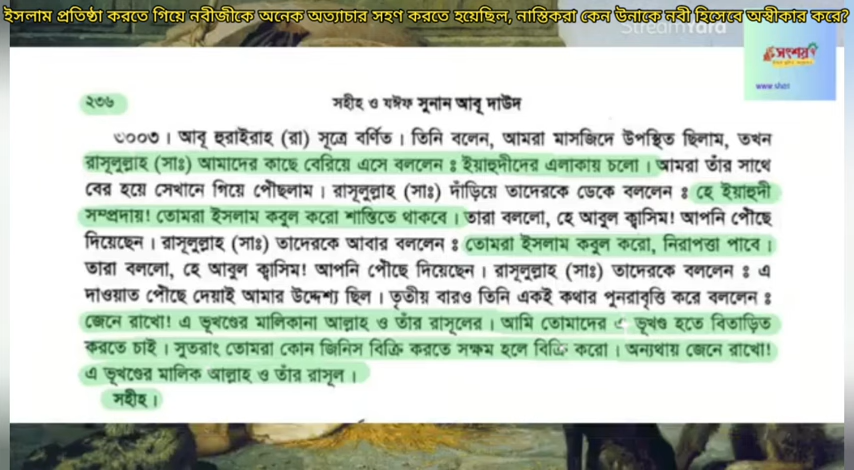 ইসলাম প্রতিষ্ঠা করতে গিয়ে নবীজীকে অনেক অত্যাচার সহ্য করতে হয়েছিল, নাস্তিকরা কেন উনাকে নবী হিসেবে অস্বীকার করে?
StreamYard
সংশয়
www.shon
২৩৬
সহীহ ও যঈফ সুনান আবূ দাউদ
৩০০৩। আবূ হুরাইরাহ (রা) সূত্রে বর্ণিত। তিনি বলেন, আমরা মাসজিদে উপস্থিত ছিলাম, তখন
রাসূলুল্লাহ (সাঃ) আমাদের কাছে বেরিয়ে এসে বললেন ঃ ইয়াহুদীদের এলাকায় চলো। আমরা তাঁর সাথে
বের হয়ে সেখানে গিয়ে পৌছলাম। রাসূলুল্লাহ (সাঃ) দাঁড়িয়ে তাদেরকে ডেকে বললেন ঃ হে ইয়াহুদী
সম্প্রদায়! তোমরা ইসলাম কবুল করো শান্তিতে থাকবে। তারা বললো, হে আবুল ক্বাসিম! আপনি পৌছে
দিয়েছেন। রাসূলুল্লাহ (সাঃ) তাদেরকে আবার বললেন ঃ তোমরা ইসলাম কবুল করো, নিরাপত্তা পাবে।
তারা বললো, হে আবুল ক্বাসিম! আপনি পৌছে দিয়েছেন। রাসূলুল্লাহ (সাঃ) তাদেরকে বললেন ঃ এ
দাওয়াত পৌছে দেয়াই আমার উদ্দেশ্য ছিল। তৃতীয় বারও তিনি একই কথার পুনরাবৃত্তি করে বললেন ঃ
জেনে রাখো! এ ভূখণ্ডের মালিকানা আল্লাহ ও তাঁর রাসূলের। আমি তোমাদের এ ভূখণ্ড হতে বিতাড়িত
করতে চাই। সুতরাং তোমরা কোন জিনিস বিক্রি করতে সক্ষম হলে বিক্রি করো। অন্যথায় জেনে রাখো!
এ ভূখণ্ডের মালিক আল্লাহ ও তাঁর রাসূল।
সহীহ।